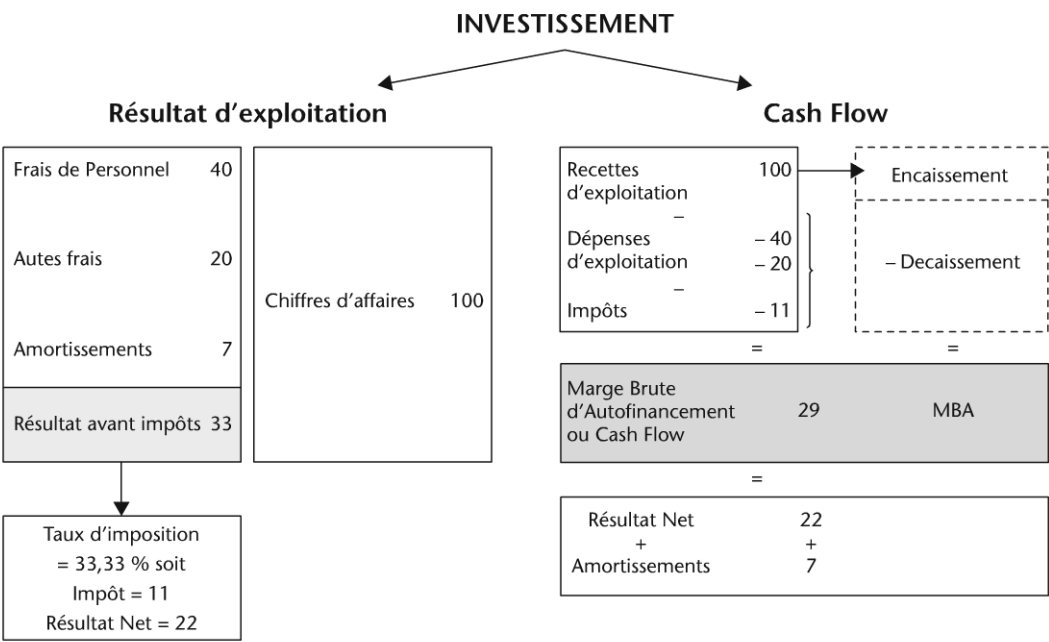 INVESTISSEMENT
Résultat d'exploitation
Frais de Personnel 40
Autres frais 20
Amortissements 7
Résultat avant impôts 33
Chiffres d'affaires 100
Taux d'imposition
= 33,33 % soit
Impôt = 11
Résultat Net = 22
Cash Flow
Recettes 100
d'exploitation
–
Dépenses – 40
d'exploitation – 20
–
Impôts – 11
Encaissement
– Decaissement
= =
Marge Brute
d'Autofinancement 29 MBA
ou Cash Flow
=
Résultat Net 22
+ +
Amortissements 7